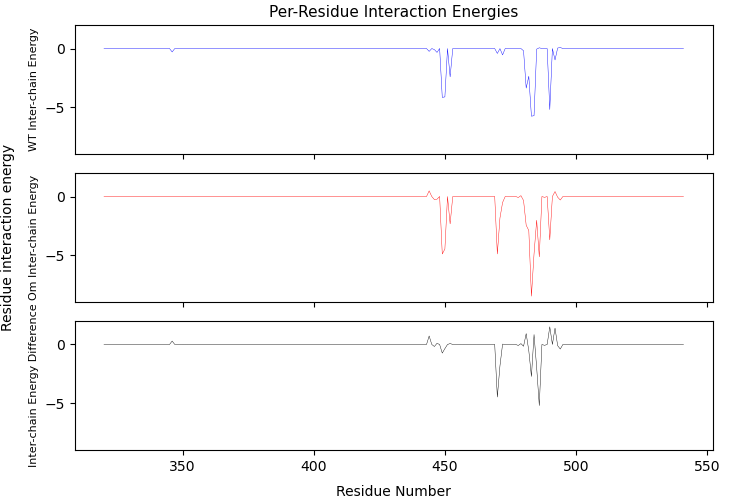 Per-Residue Interaction Energies
WT Inter-chain Energy
0
−5
Om Inter-chain Energy
0
−5
Inter-chain Energy Difference
0
−5
Residue interaction energy
350
400
450
500
550
Residue Number